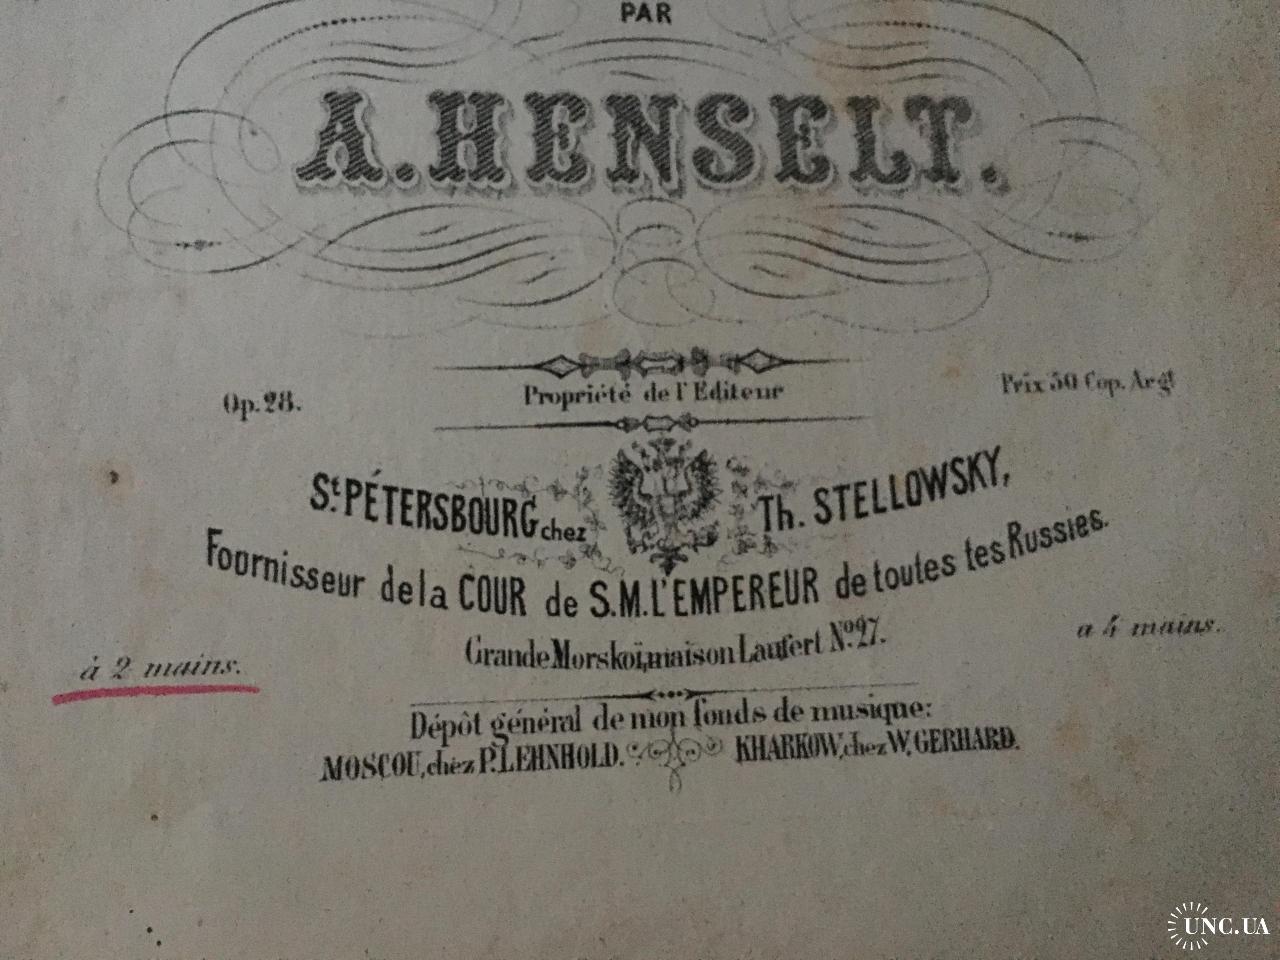 PAR
A. HENSELT.
Op. 28.
Propriété de l'Editeur
Prix 50 Cop. Argt
St. PÉTERSBOURG chez Th. STELLOWSKY,
Fournisseur de la COUR de S.M. L'EMPEREUR de toutes les Russies.
Grande Morskoï, maison Laufert No. 27.
à 2 mains.
a 4 mains.
Dépôt général de mon fonds de musique:
MOSCOU, chez P. LEHNHOLD.
KHARKOW, chez W. GERHARD.
UNC.UA